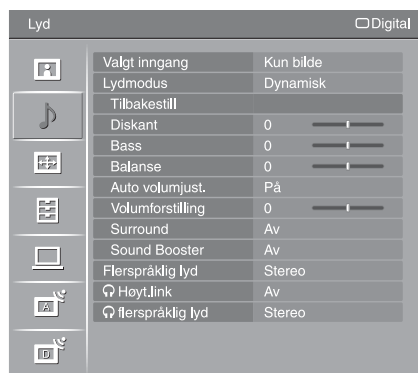 Lyd Digital
Valgt inngang Kun bilde
Lydmodus Dynamisk
Tilbakestill
Diskant 0
Bass 0
Balanse 0
Auto volumjust. På
Volumforstilling 0
Surround Av
Sound Booster Av
Flerspråklig lyd Stereo
Høyt.link Av
flerspråklig lyd Stereo
A
D